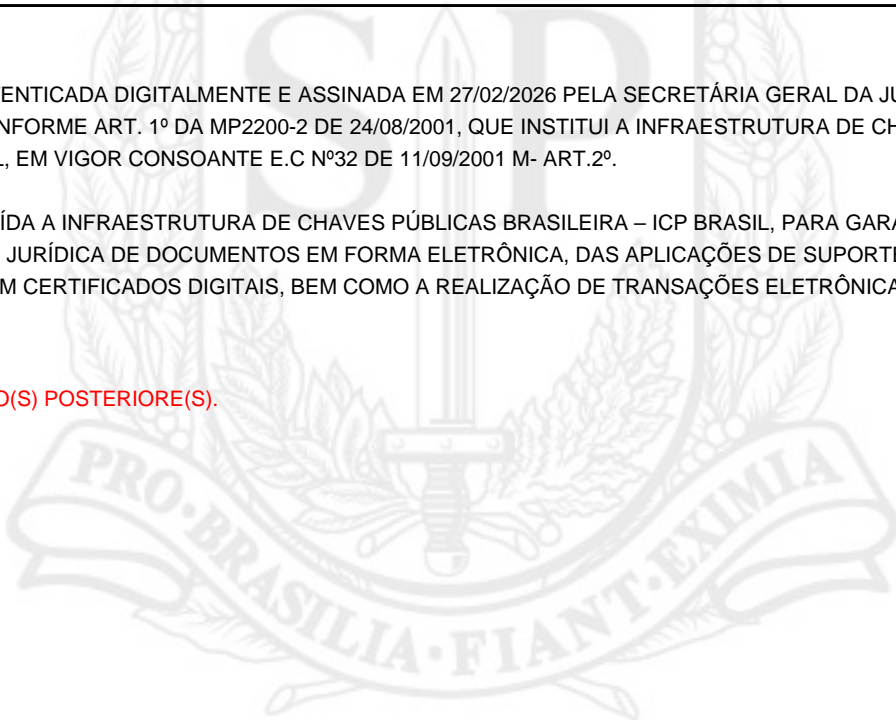 ENTICADA DIGITALMENTE E ASSINADA EM 27/02/2026 PELA SECRETÁRIA GERAL DA JU
NFORME ART. 1º DA MP2200-2 DE 24/08/2001, QUE INSTITUI A INFRAESTRUTURA DE CH
L, EM VIGOR CONSOANTE E.C Nº32 DE 11/09/2001 M- ART.2º.
ÍDA A INFRAESTRUTURA DE CHAVES PÚBLICAS BRASILEIRA – ICP BRASIL, PARA GARA
JURÍDICA DE DOCUMENTOS EM FORMA ELETRÔNICA, DAS APLICAÇÕES DE SUPORTE
M CERTIFICADOS DIGITAIS, BEM COMO A REALIZAÇÃO DE TRANSAÇÕES ELETRÔNICA
O(S) POSTERIORE(S).
SP
PRO·BRASILIA·FIANT·EXIMIA